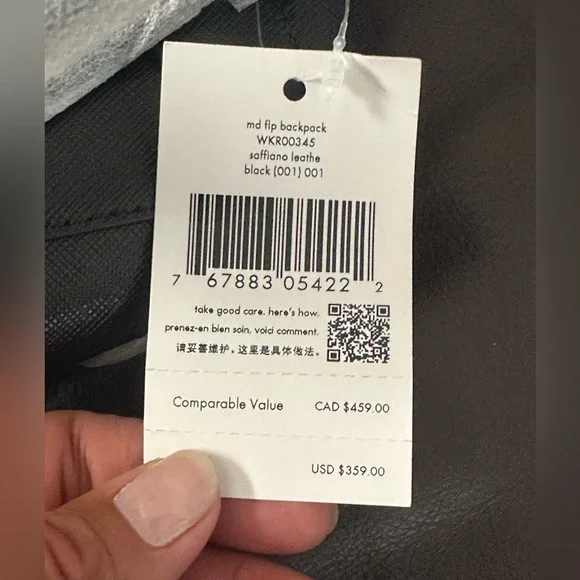 md flp backpack
WKR00345
saffiano leathe
black (001) 001
7 67883 05422 2
take good care. here's how.
prenez-en bien soin. voici comment.
请妥善维护。这里是具体做法。
Comparable Value CAD $459.00
USD $359.00